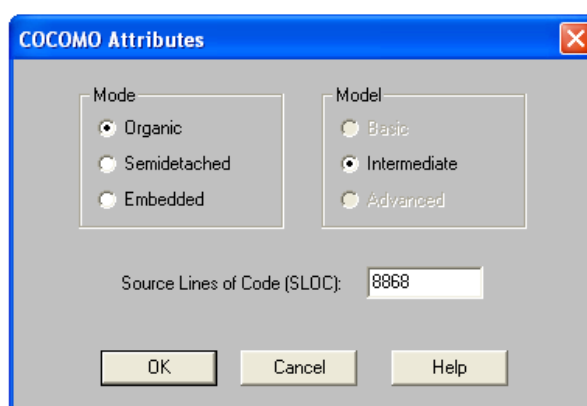 COCOMO Attributes
Mode
Organic
Semidetached
Embedded
Model
Basic
Intermediate
Advanced
Source Lines of Code (SLOC): 8868
OK Cancel Help